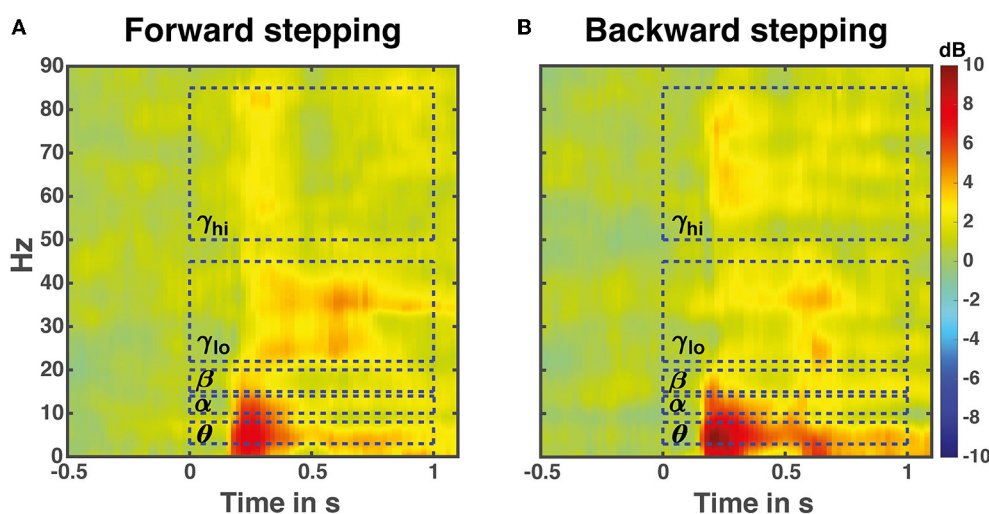 A Forward stepping
B Backward stepping
dB
Hz
90
80
70
60
50
40
30
20
10
0
γhi
γlo
β
α
θ
-0.5 0 0.5 1
Time in s
γhi
γlo
β
α
θ
-0.5 0 0.5 1
Time in s
10
8
6
4
2
0
-2
-4
-6
-8
-10